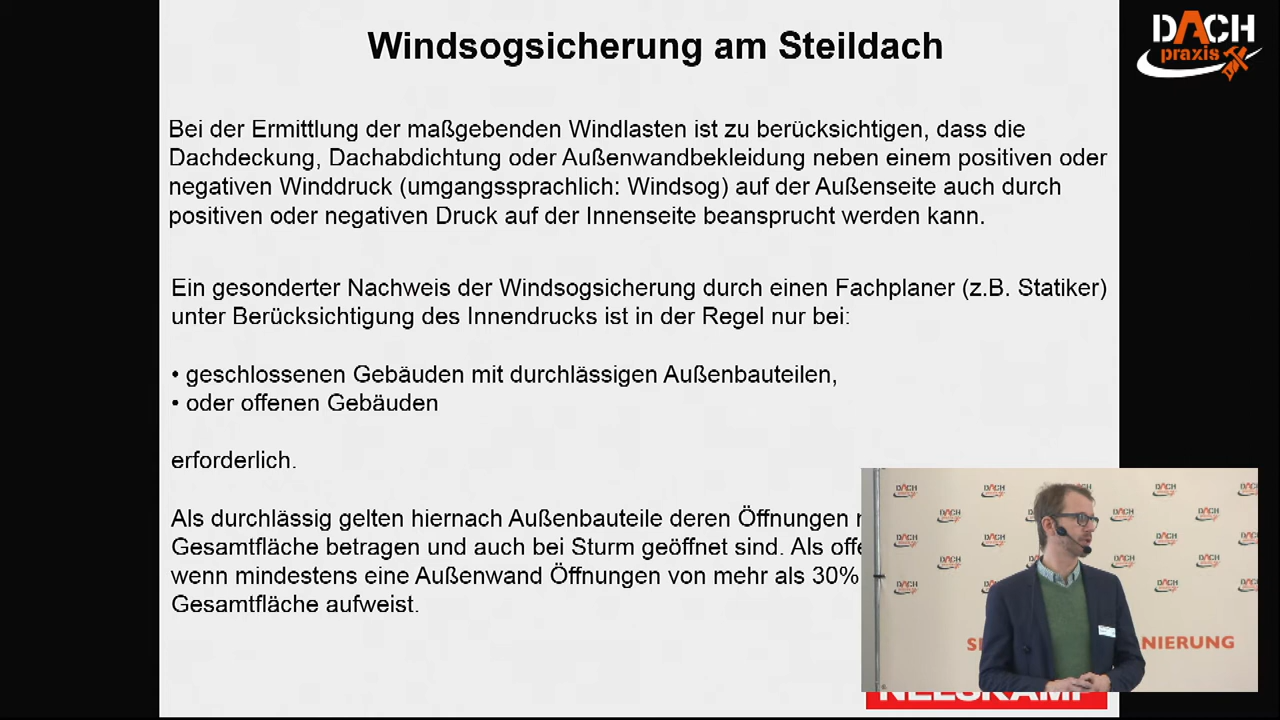 Windsogsicherung am Steildach
DACH
praxis
Bei der Ermittlung der maßgebenden Windlasten ist zu berücksichtigen, dass die
Dachdeckung, Dachabdichtung oder Außenwandbekleidung neben einem positiven oder
negativen Winddruck (umgangssprachlich: Windsog) auf der Außenseite auch durch
positiven oder negativen Druck auf der Innenseite beansprucht werden kann.
Ein gesonderter Nachweis der Windsogsicherung durch einen Fachplaner (z.B. Statiker)
unter Berücksichtigung des Innendrucks ist in der Regel nur bei:
• geschlossenen Gebäuden mit durchlässigen Außenbauteilen,
• oder offenen Gebäuden
erforderlich.
Als durchlässig gelten hiernach Außenbauteile deren Öffnungen
Gesamtfläche betragen und auch bei Sturm geöffnet sind. Als
wenn mindestens eine Außenwand Öffnungen von mehr als 30%
Gesamtfläche aufweist.